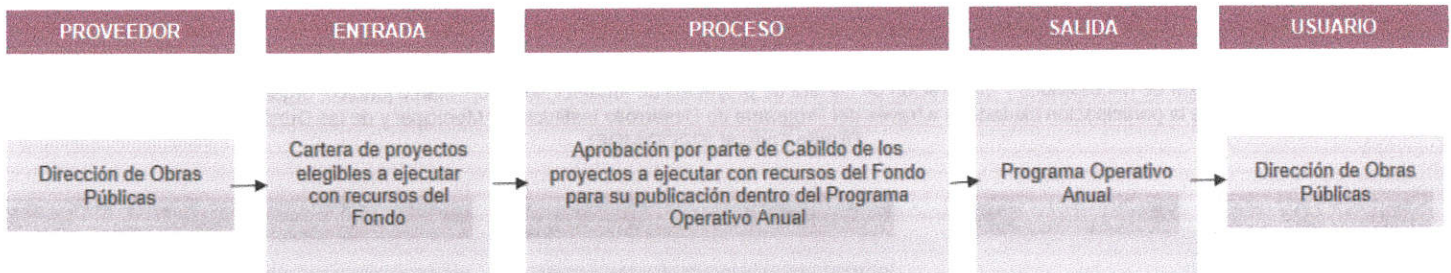 PROVEEDOR
ENTRADA
PROCESO
SALIDA
USUARIO
Dirección de Obras
Públicas
Cartera de proyectos
elegibles a ejecutar
con recursos del
Fondo
Aprobación por parte de Cabildo de los
proyectos a ejecutar con recursos del Fondo
para su publicación dentro del Programa
Operativo Anual
Programa Operativo
Anual
Dirección de Obras
Públicas